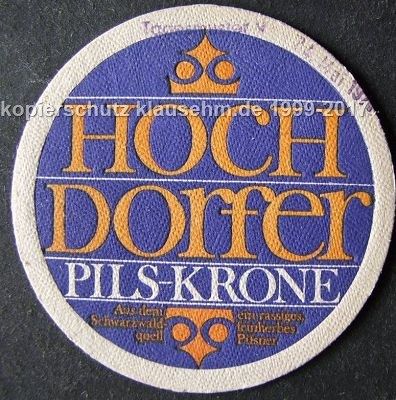 kopierschutz klausehm.de 1999-2017
HOCH
Dorfer
PILS-KRONE
Aus dem
Schwarzwald-
quell
ein rassiges,
feinherbes
Pilsner.